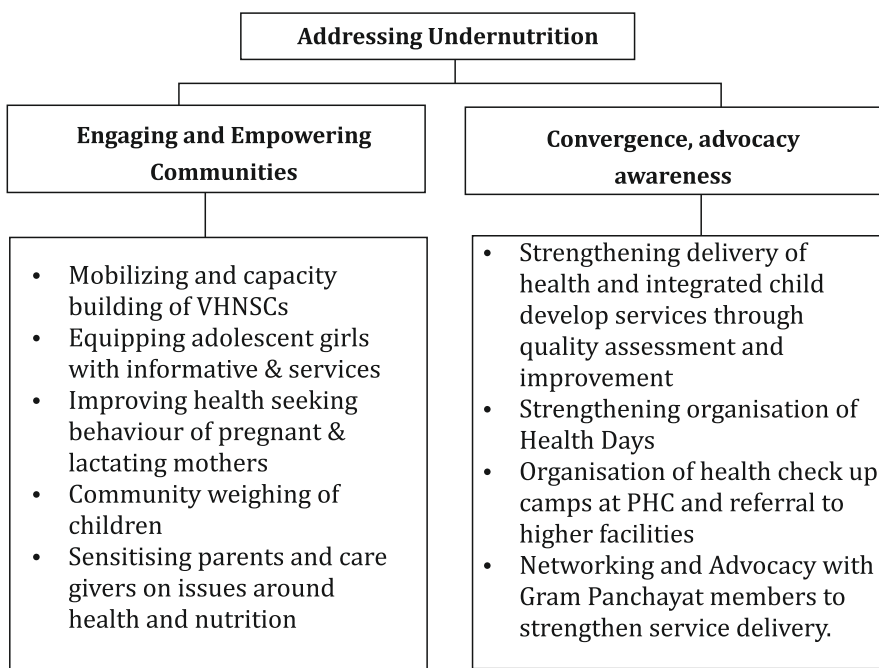 Addressing Undernutrition
Engaging and Empowering
Communities
• Mobilizing and capacity
building of VHNSCs
• Equipping adolescent girls
with informative & services
• Improving health seeking
behaviour of pregnant &
lactating mothers
• Community weighing of
children
• Sensitising parents and care
givers on issues around
health and nutrition
Convergence, advocacy
awareness
• Strengthening delivery of
health and integrated child
develop services through
quality assessment and
improvement
• Strengthening organisation of
Health Days
• Organisation of health check up
camps at PHC and referral to
higher facilities
• Networking and Advocacy with
Gram Panchayat members to
strengthen service delivery.